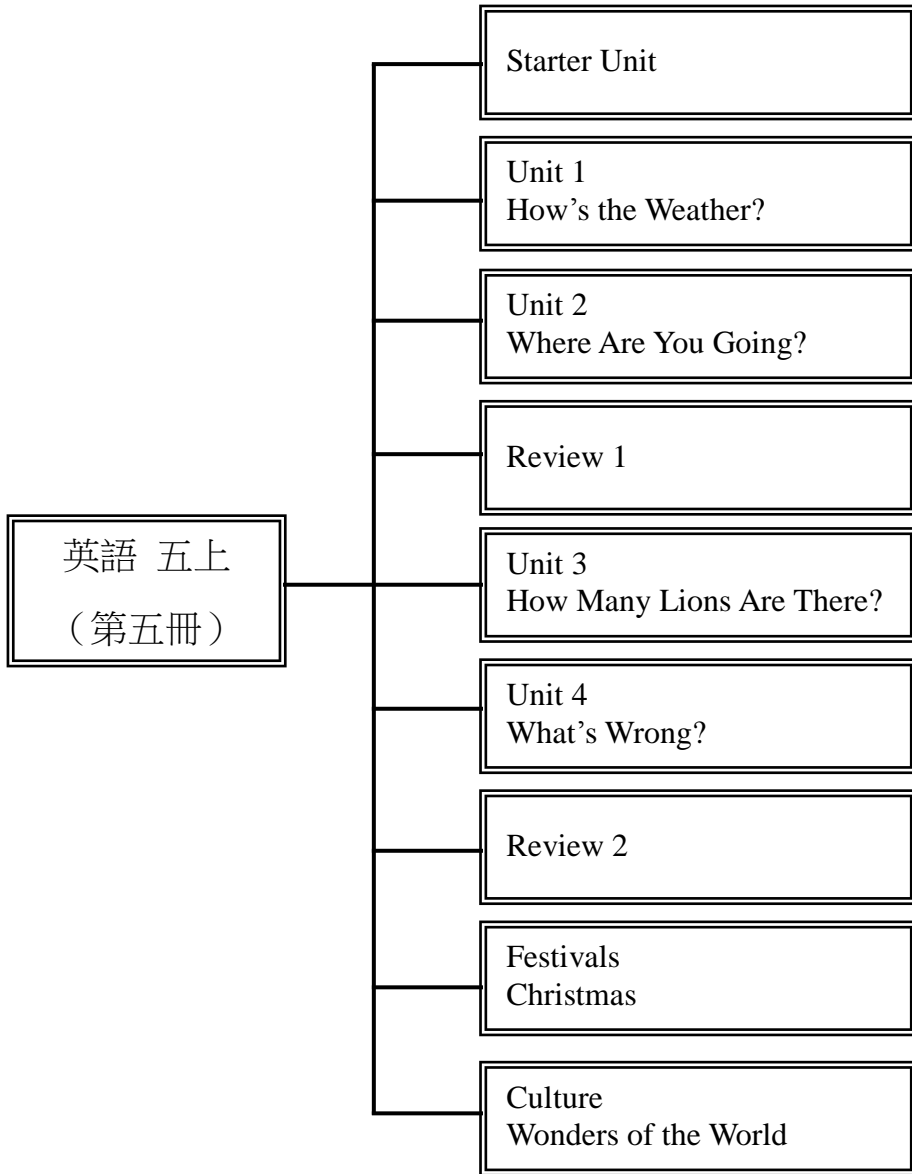 英語 五上
（第五冊）
Starter Unit
Unit 1
How’s the Weather?
Unit 2
Where Are You Going?
Review 1
Unit 3
How Many Lions Are There?
Unit 4
What’s Wrong?
Review 2
Festivals
Christmas
Culture
Wonders of the World